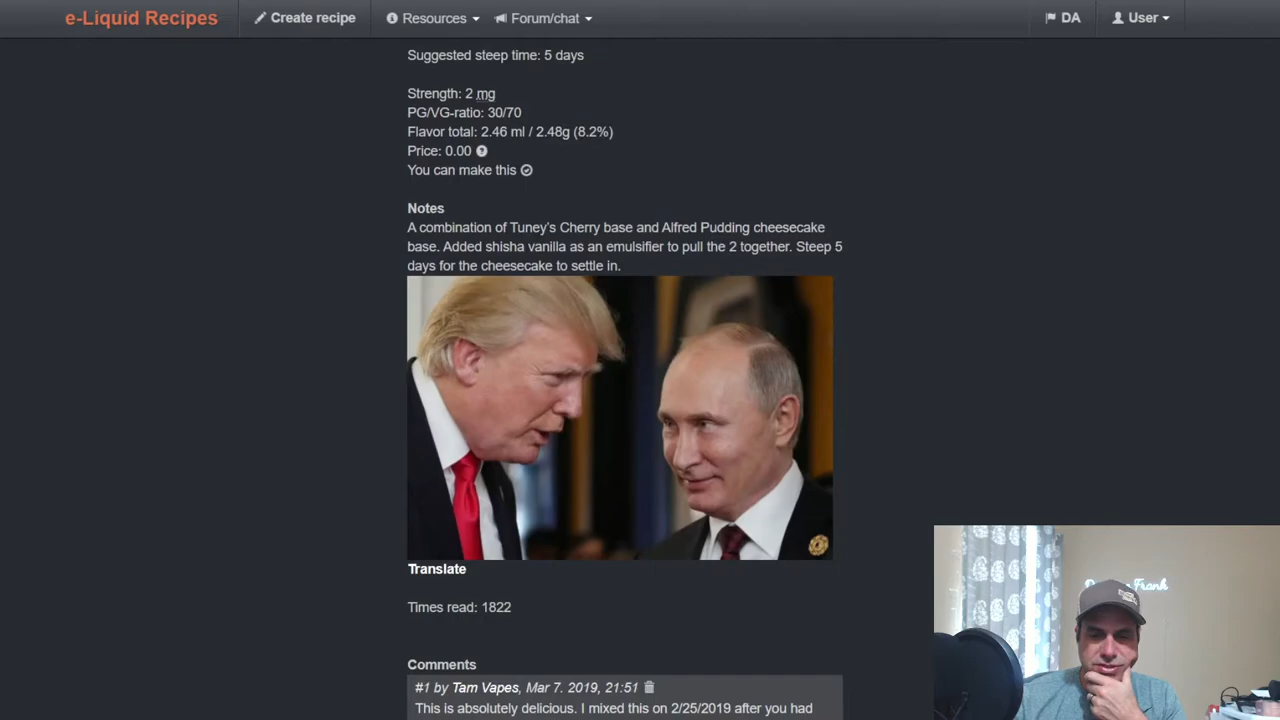 e-Liquid Recipes
Create recipe
Resources
Forum/chat
DA
User
Suggested steep time: 5 days
Strength: 2 mg
PG/VG-ratio: 30/70
Flavor total: 2.46 ml / 2.48g (8.2%)
Price: 0.00
You can make this
Notes
A combination of Tuney's Cherry base and Alfred Pudding cheesecake
base. Added shisha vanilla as an emulsifier to pull the 2 together. Steep 5
days for the cheesecake to settle in.
Translate
Times read: 1822
Comments
#1 by Tam Vapes, Mar 7. 2019, 21:51
This is absolutely delicious. I mixed this on 2/25/2019 after you had
Frank